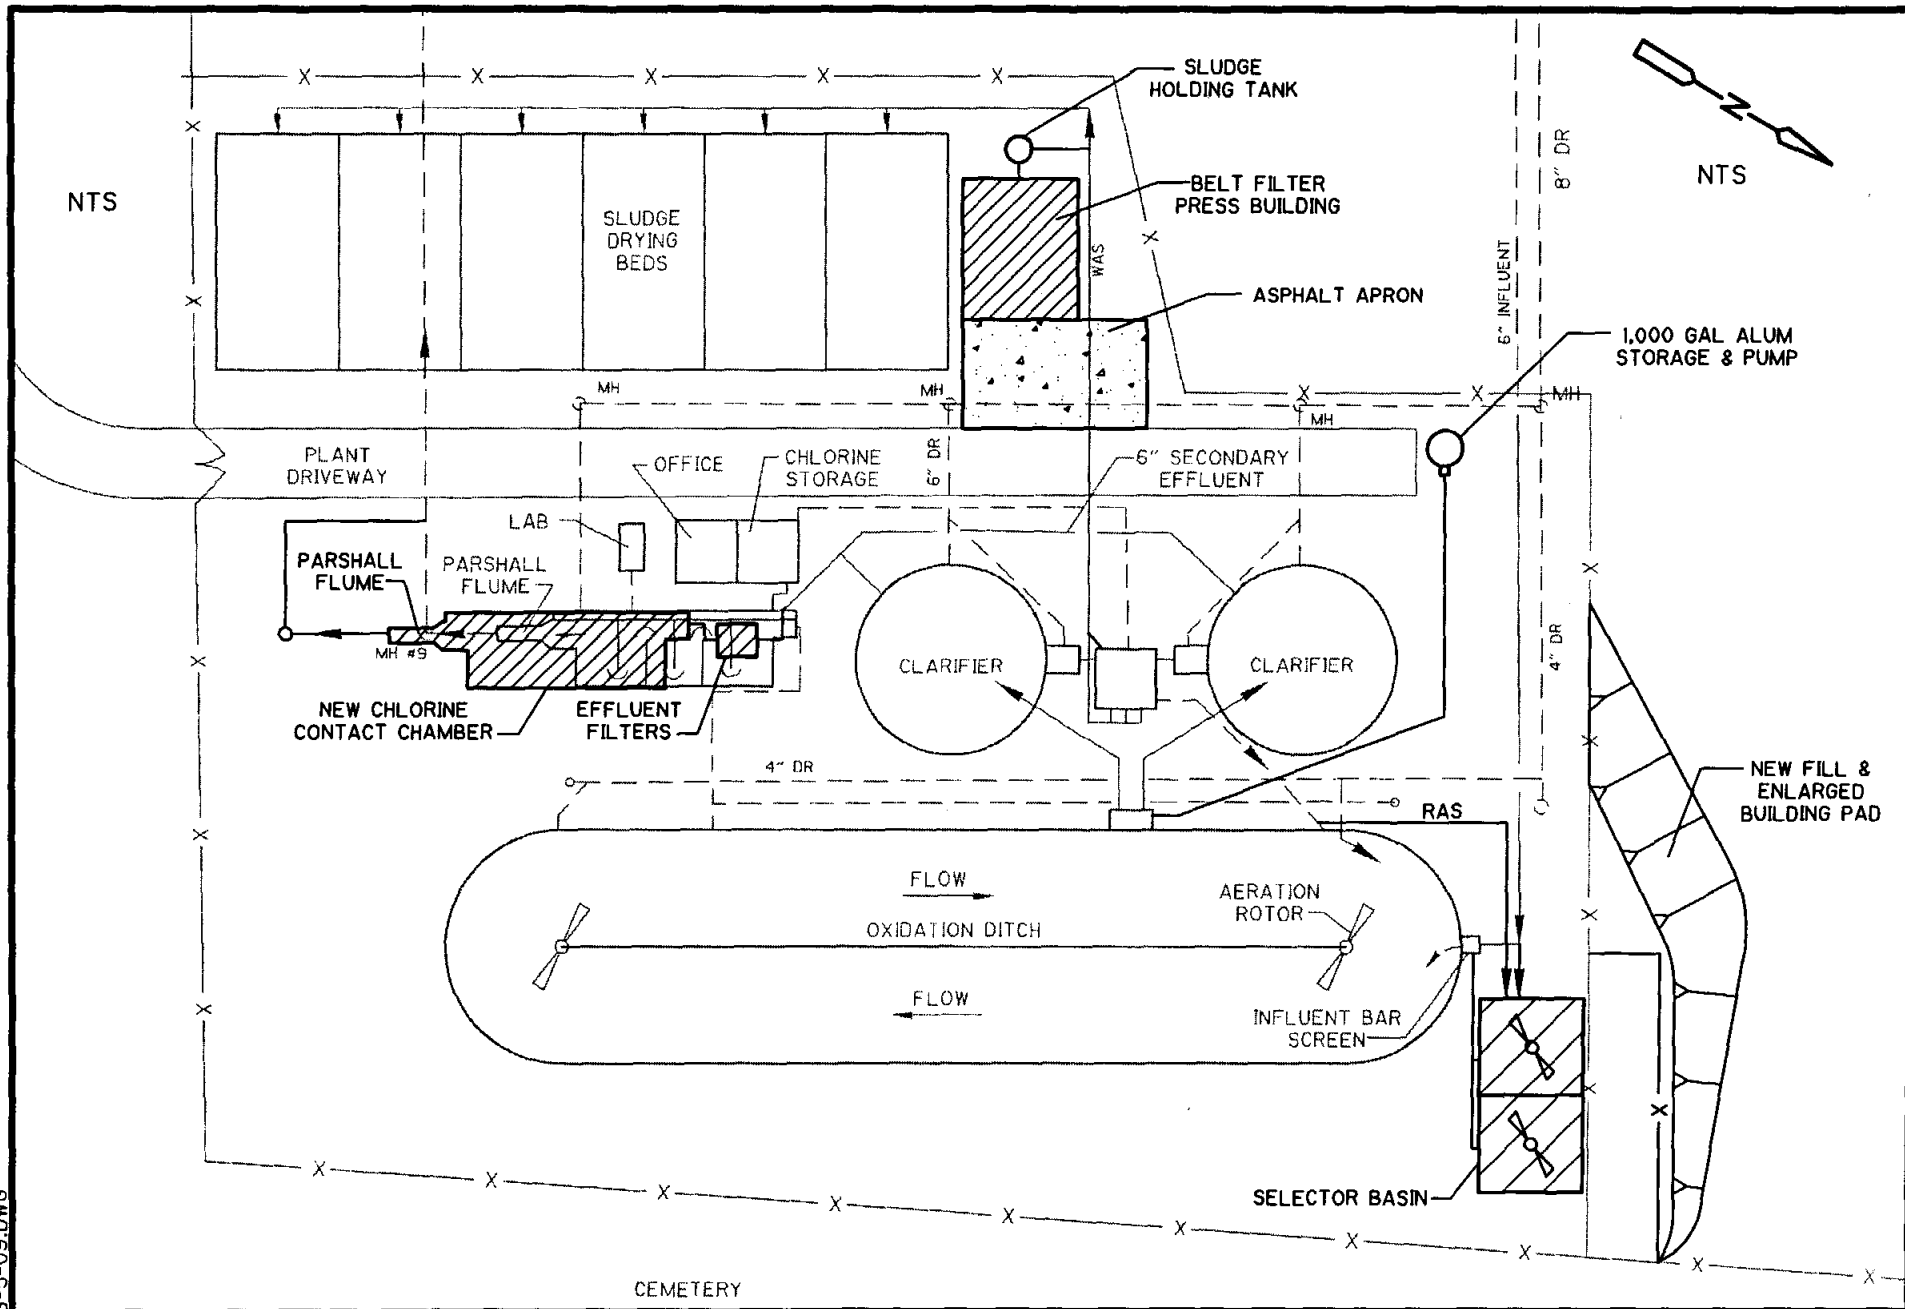 SLUDGE
HOLDING TANK
N
NTS
NTS
8" DR
BELT FILTER
PRESS BUILDING
SLUDGE
DRYING
BEDS
WAS
6" INFLUENT
ASPHALT APRON
1,000 GAL ALUM
STORAGE & PUMP
MH
MH
MH
MH
PLANT
DRIVEWAY
OFFICE
CHLORINE
STORAGE
6" DR
6" SECONDARY
EFFLUENT
LAB
PARSHALL
FLUME
PARSHALL
FLUME
MH #9
CLARIFIER
CLARIFIER
4" DR
NEW CHLORINE
CONTACT CHAMBER
EFFLUENT
FILTERS
4" DR
NEW FILL &
ENLARGED
BUILDING PAD
RAS
FLOW
AERATION
ROTOR
OXIDATION DITCH
FLOW
INFLUENT BAR
SCREEN
SELECTOR BASIN
CEMETERY